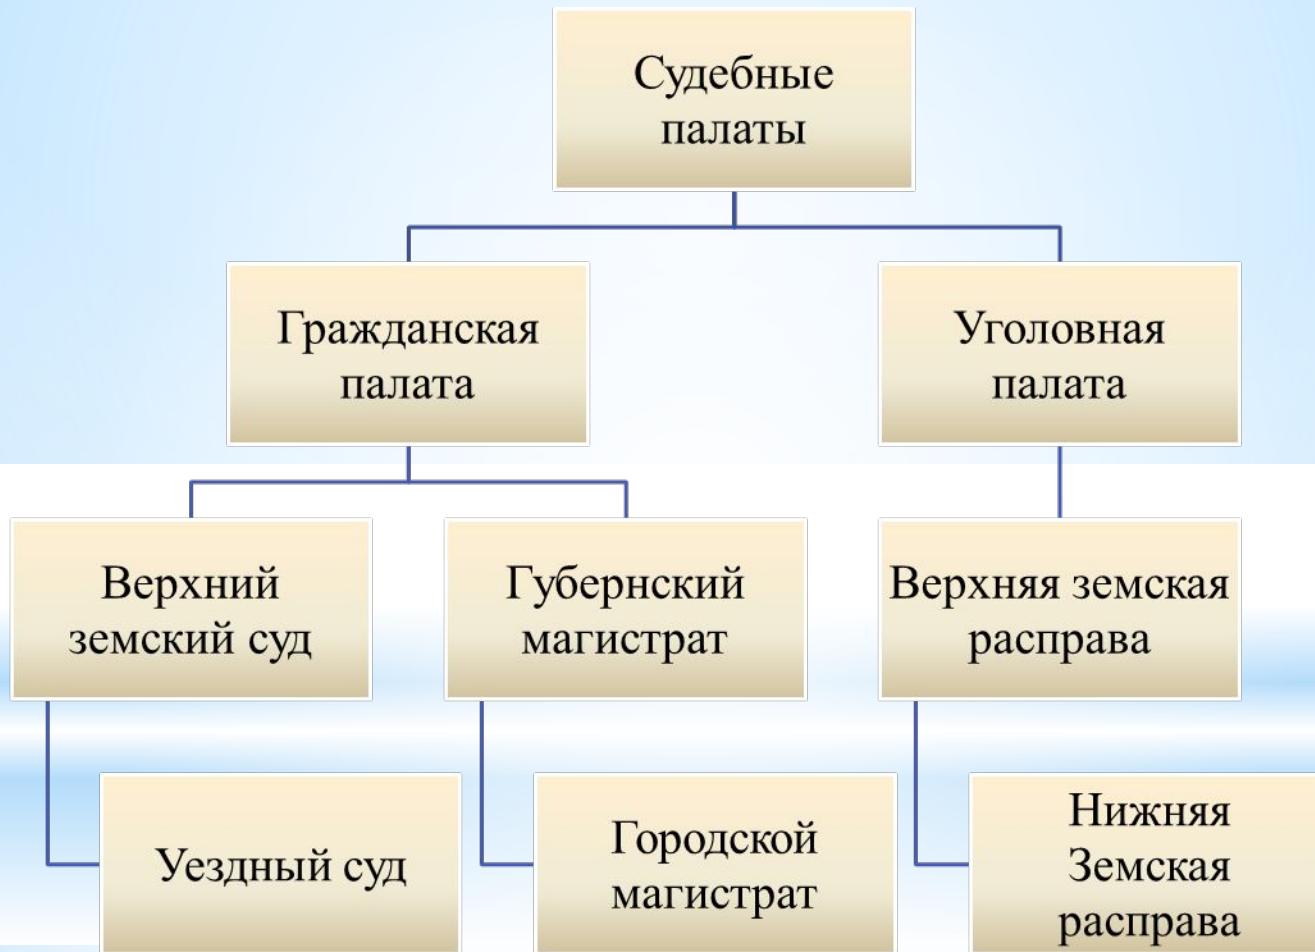 Судебные
палаты
Гражданская
палата
Уголовная
палата
Верхний
земский суд
Губернский
магистрат
Верхняя земская
расправа
Уездный суд
Городской
магистрат
Нижняя
Земская
расправа